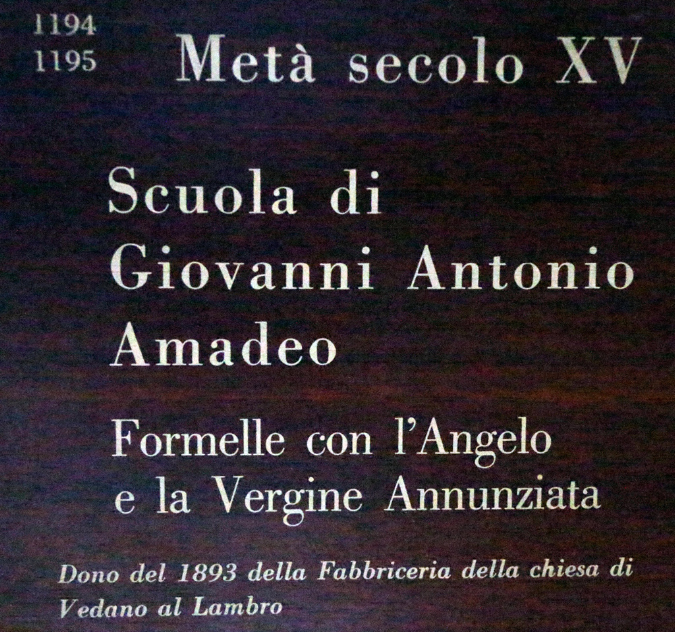 1194
1195
Metà secolo XV
Scuola di
Giovanni Antonio
Amadeo
Formelle con l'Angelo
e la Vergine Annunziata
Dono del 1893 della Fabbriceria della chiesa di
Vedano al Lambro